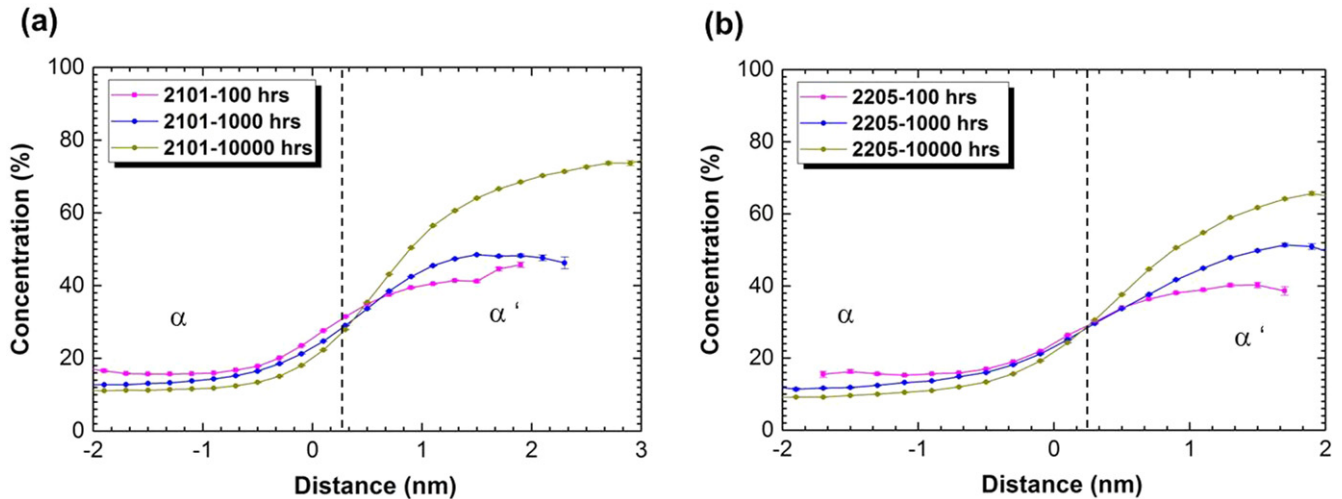 (a)
100
80
60
40
20
0
Concentration (%)
2101-100 hrs
2101-1000 hrs
2101-10000 hrs
α
α ‘
-2 -1 0 1 2 3
Distance (nm)
(b)
100
80
60
40
20
0
Concentration (%)
2205-100 hrs
2205-1000 hrs
2205-10000 hrs
α
α ‘
-2 -1 0 1 2
Distance (nm)